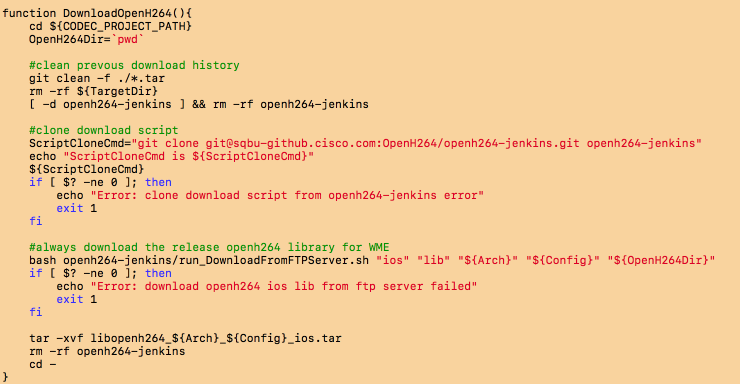 function DownloadOpenH264(){
    cd ${CODEC_PROJECT_PATH}
    OpenH264Dir=`pwd`

    #clean prevous download history
    git clean -f ./*.tar
    rm -rf ${TargetDir}
    [ -d openh264-jenkins ] && rm -rf openh264-jenkins

    #clone download script
    ScriptCloneCmd="git clone git@sqbu-github.cisco.com:OpenH264/openh264-jenkins.git openh264-jenkins"
    echo "ScriptCloneCmd is ${ScriptCloneCmd}"
    ${ScriptCloneCmd}
    if [ $? -ne 0 ]; then
        echo "Error: clone download script from openh264-jenkins error"
        exit 1
    fi

    #always download the release openh264 library for WME
    bash openh264-jenkins/run_DownloadFromFTPServer.sh "ios" "lib" "${Arch}" "${Config}" "${OpenH264Dir}"
    if [ $? -ne 0 ]; then
        echo "Error: download openh264 ios lib from ftp server failed"
        exit 1
    fi

    tar -xvf libopenh264_${Arch}_${Config}_ios.tar
    rm -rf openh264-jenkins
    cd -
}